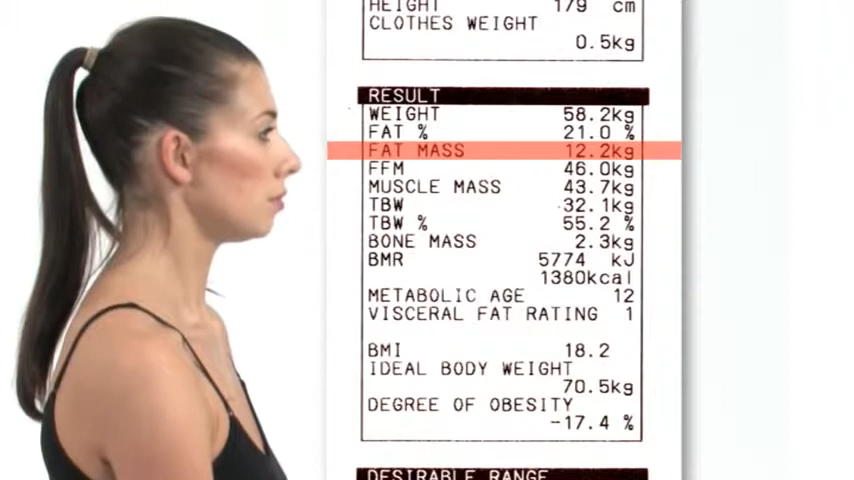 HEIGHT 179 cm
CLOTHES WEIGHT
0.5kg
RESULT
WEIGHT 58.2kg
FAT % 21.0 %
FAT MASS 12.2kg
FFM 46.0kg
MUSCLE MASS 43.7kg
TBW 32.1kg
TBW % 55.2 %
BONE MASS 2.3kg
BMR 5774 kJ
1380kcal
METABOLIC AGE 12
VISCERAL FAT RATING 1
BMI 18.2
IDEAL BODY WEIGHT
70.5kg
DEGREE OF OBESITY
-17.4 %
DESIRABLE RANGE